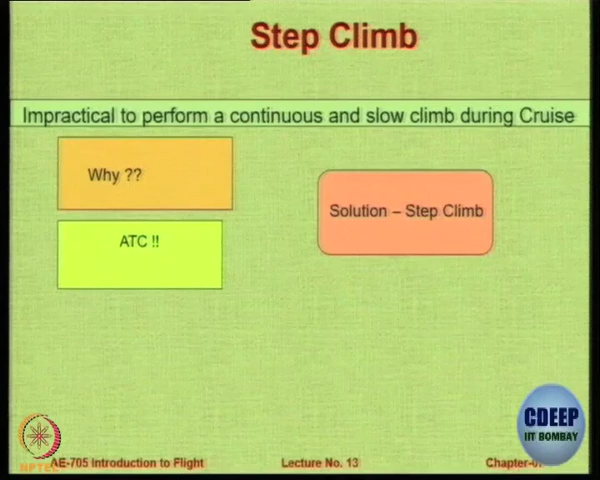 Step Climb
Impractical to perform a continuous and slow climb during Cruise
Why ??
Solution – Step Climb
ATC !!
CDEEP
IIT BOMBAY
NPTEL
AE-705 Introduction to Flight
Lecture No. 13